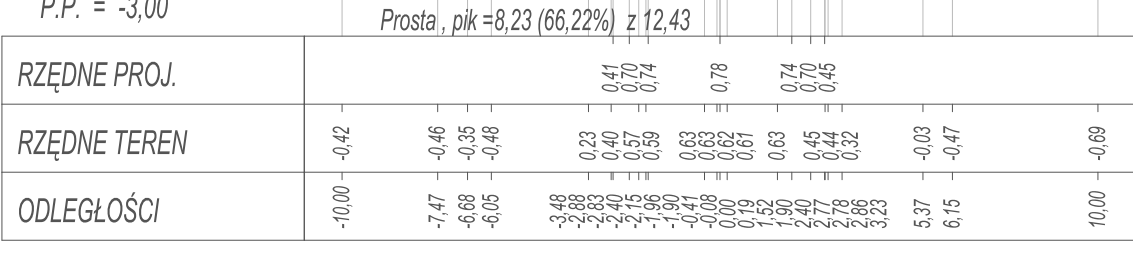 P.P. = -3,00
Prosta , pik =8,23 (66,22%) z 12,43
RZĘDNE PROJ. 0,41 0,70 0,74 0,78 0,74 0,70 0,45
RZĘDNE TEREN -0,42 -0,46 -0,35 -0,48 0,23 0,40 0,57 0,59 0,63 0,63 0,62 0,61 0,63 0,45 0,44 0,32 -0,03 -0,47 -0,69
ODLEGŁOŚCI -10,00 -7,47 -6,68 -6,05 -3,48 -2,88 -2,83 -2,40 -2,15 -1,96 -1,90 -0,41 -0,08 0,00 0,19 1,52 1,90 2,40 2,77 2,78 2,86 3,23 5,37 6,15 10,00